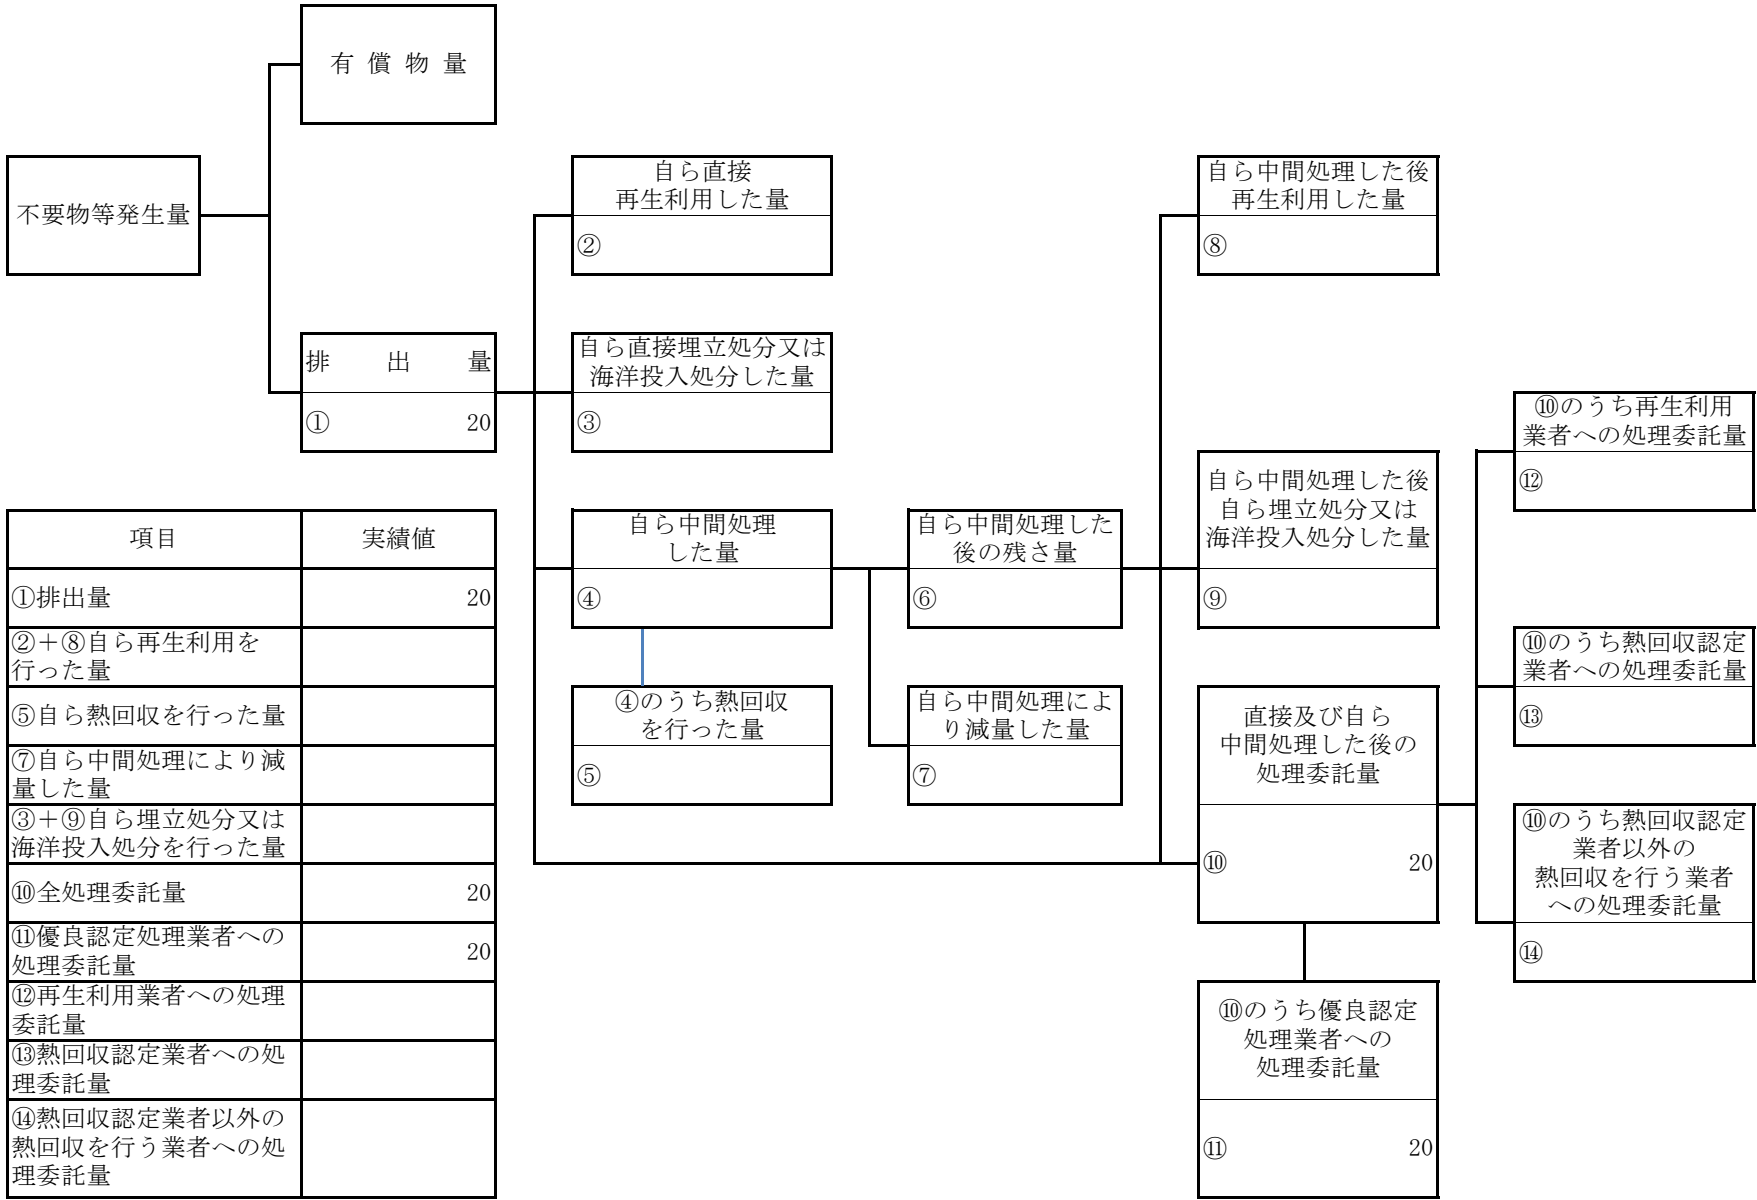 有償物量
不要物等発生量
自ら直接
再生利用した量
②
自ら中間処理した後
再生利用した量
⑧
排出量
① 20
自ら直接埋立処分又は
海洋投入処分した量
③
⑩のうち再生利用
業者への処理委託量
⑫
自ら中間処理した後
自ら埋立処分又は
海洋投入処分した量
⑨
自ら中間処理
した量
④
自ら中間処理した
後の残さ量
⑥
⑩のうち熱回収認定
業者への処理委託量
⑬
④のうち熱回収
を行った量
⑤
自ら中間処理によ
り減量した量
⑦
直接及び自ら
中間処理した後の
処理委託量
⑩ 20
⑩のうち熱回収認定
業者以外の
熱回収を行う業者
への処理委託量
⑭
⑩のうち優良認定
処理業者への
処理委託量
⑪ 20
項目 実績値
①排出量 20
②+⑧自ら再生利用を
行った量
⑤自ら熱回収を行った量
⑦自ら中間処理により減
量した量
③+⑨自ら埋立処分又は
海洋投入処分を行った量
⑩全処理委託量 20
⑪優良認定処理業者への
処理委託量 20
⑫再生利用業者への処理
委託量
⑬熱回収認定業者への処
理委託量
⑭熱回収認定業者以外の
熱回収を行う業者への処
理委託量